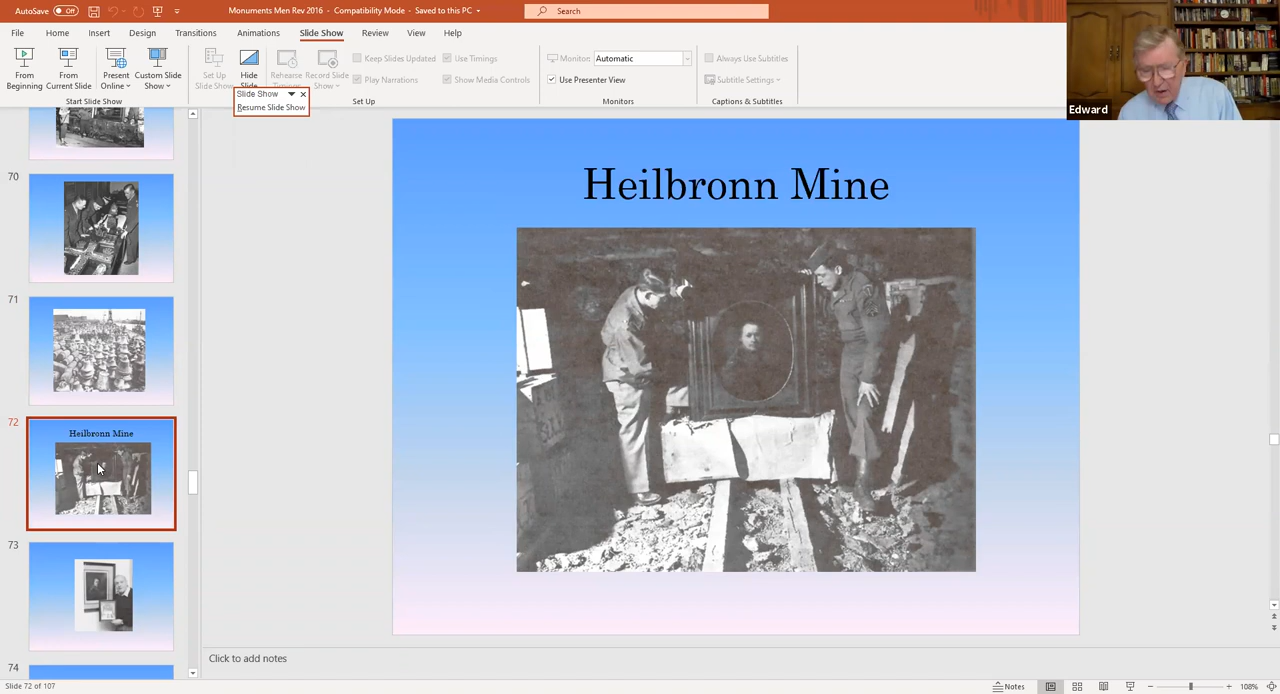 AutoSave Off
Monuments Men Rev 2016 - Compatibility Mode - Saved to this PC
Search
File Home Insert Design Transitions Animations Slide Show Review View Help
From Beginning
From Current Slide
Present Online
Custom Slide Show
Set Up Slide Show
Hide Slide
Rehearse
Record Slide Show
Keep Slides Updated
Play Narrations
Use Timings
Show Media Controls
Monitor: Automatic
Use Presenter View
Always Use Subtitles
Subtitle Settings
Start Slide Show
Set Up
Monitors
Captions & Subtitles
Slide Show
Resume Slide Show
Edward
70
71
72
Heilbronn Mine
73
74
Heilbronn Mine
Click to add notes
Slide 72 of 107
Notes
108%